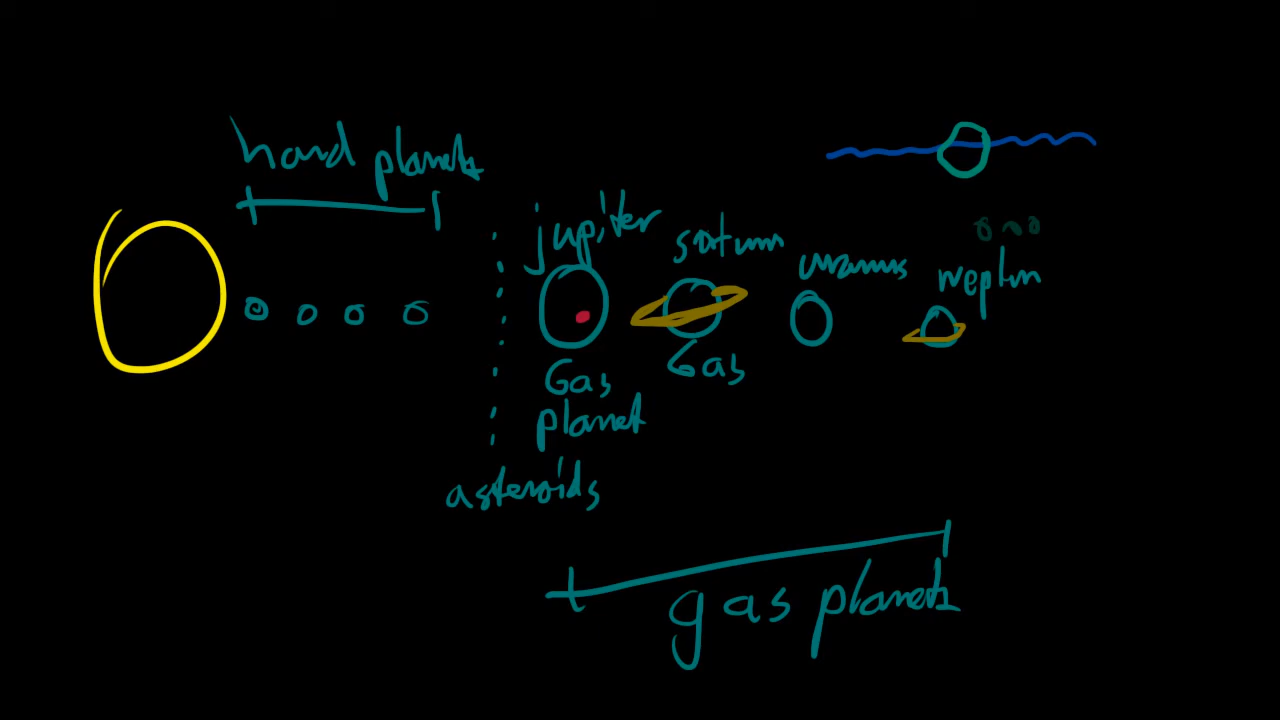 hard planets
jupiter
saturn
uranus
neptun
Gas
planet
Gas
asteroids
gas planets